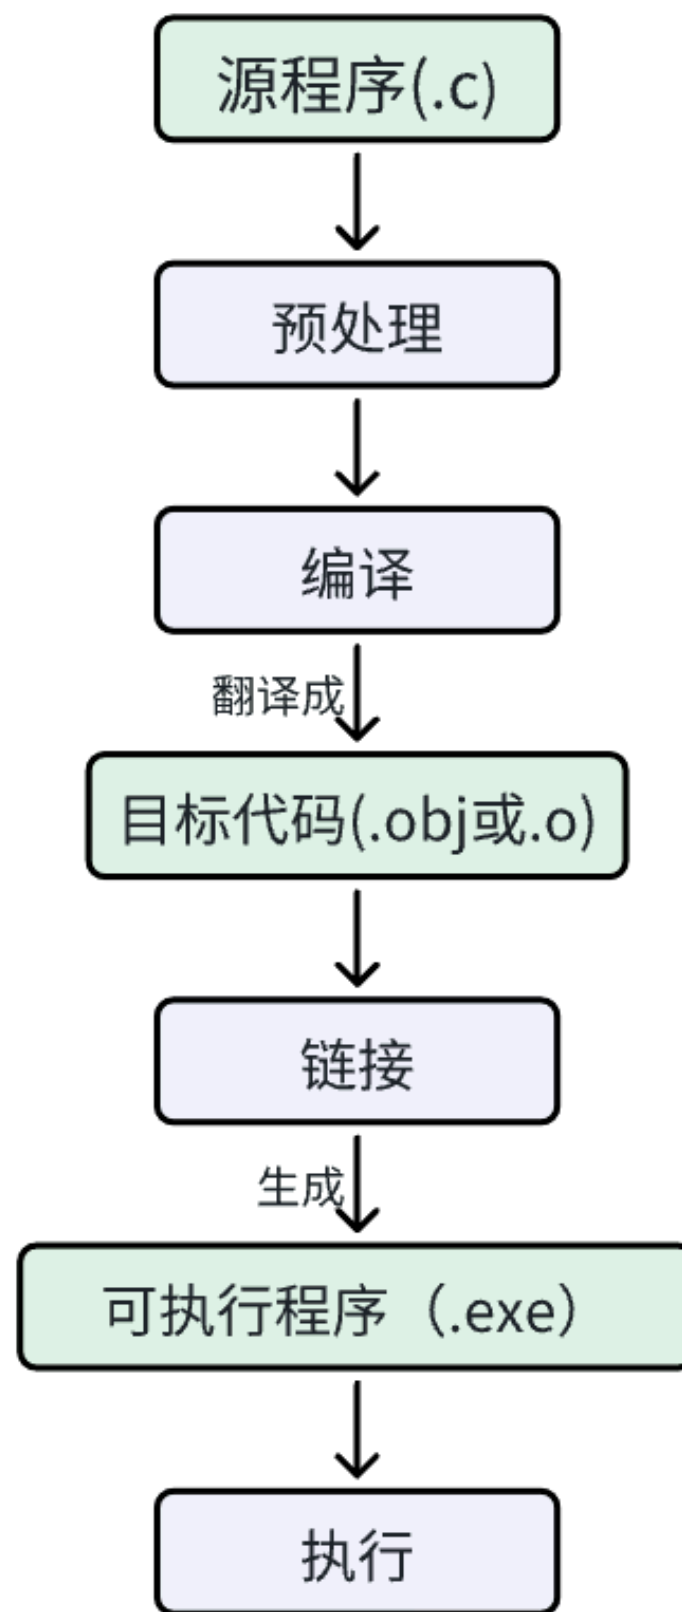 源程序(.c)
预处理
编译
翻译成
目标代码(.obj或.o)
链接
生成
可执行程序（.exe）
执行